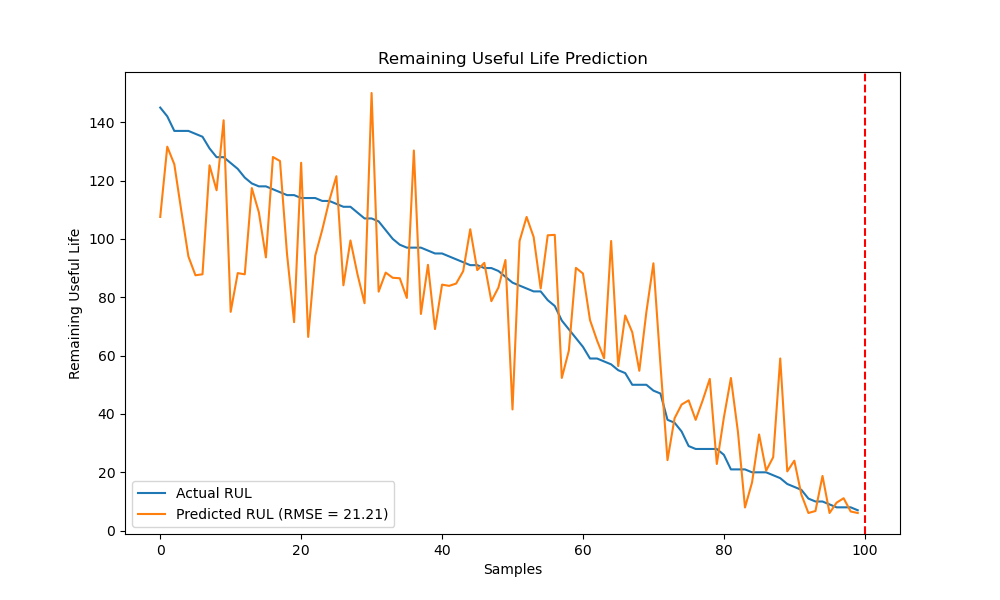 Remaining Useful Life Prediction
Remaining Useful Life
140
120
100
80
60
40
20
0
Actual RUL
Predicted RUL (RMSE = 21.21)
0 20 40 60 80 100
Samples